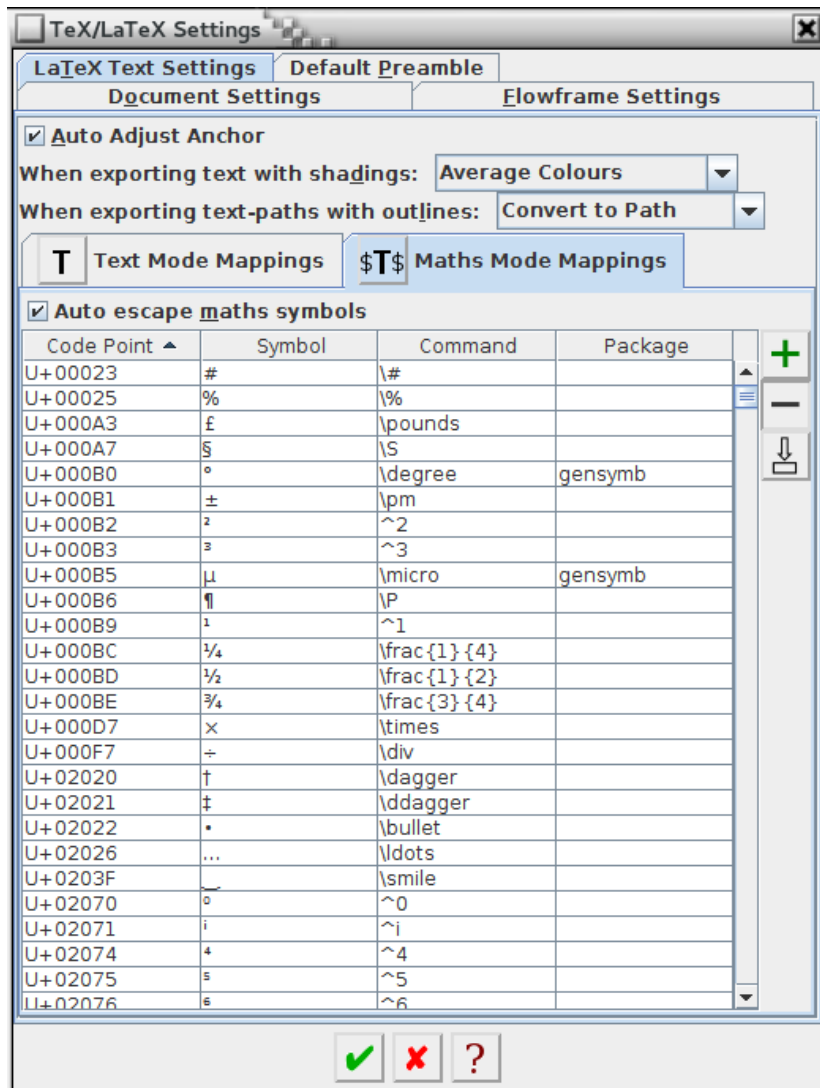 TeX/LaTeX Settings
LaTeX Text Settings Default Preamble
Document Settings Flowframe Settings
Auto Adjust Anchor
When exporting text with shadings: Average Colours
When exporting text-paths with outlines: Convert to Path
T Text Mode Mappings $T$ Maths Mode Mappings
Auto escape maths symbols
Code Point Symbol Command Package
U+00023 # \#
U+00025 % \%
U+000A3 £ \pounds
U+000A7 § \S
U+000B0 ° \degree gensymb
U+000B1 ± \pm
U+000B2 ² ^2
U+000B3 ³ ^3
U+000B5 µ \micro gensymb
U+000B6 ¶ \P
U+000B9 ¹ ^1
U+000BC ¼ \frac{1}{4}
U+000BD ½ \frac{1}{2}
U+000BE ¾ \frac{3}{4}
U+000D7 × \times
U+000F7 ÷ \div
U+02020 † \dagger
U+02021 ‡ \ddagger
U+02022 • \bullet
U+02026 … \ldots
U+0203F ‿ \smile
U+02070 ⁰ ^0
U+02071 ⁱ ^i
U+02074 ⁴ ^4
U+02075 ⁵ ^5
U+02076 ⁶ ^6
?